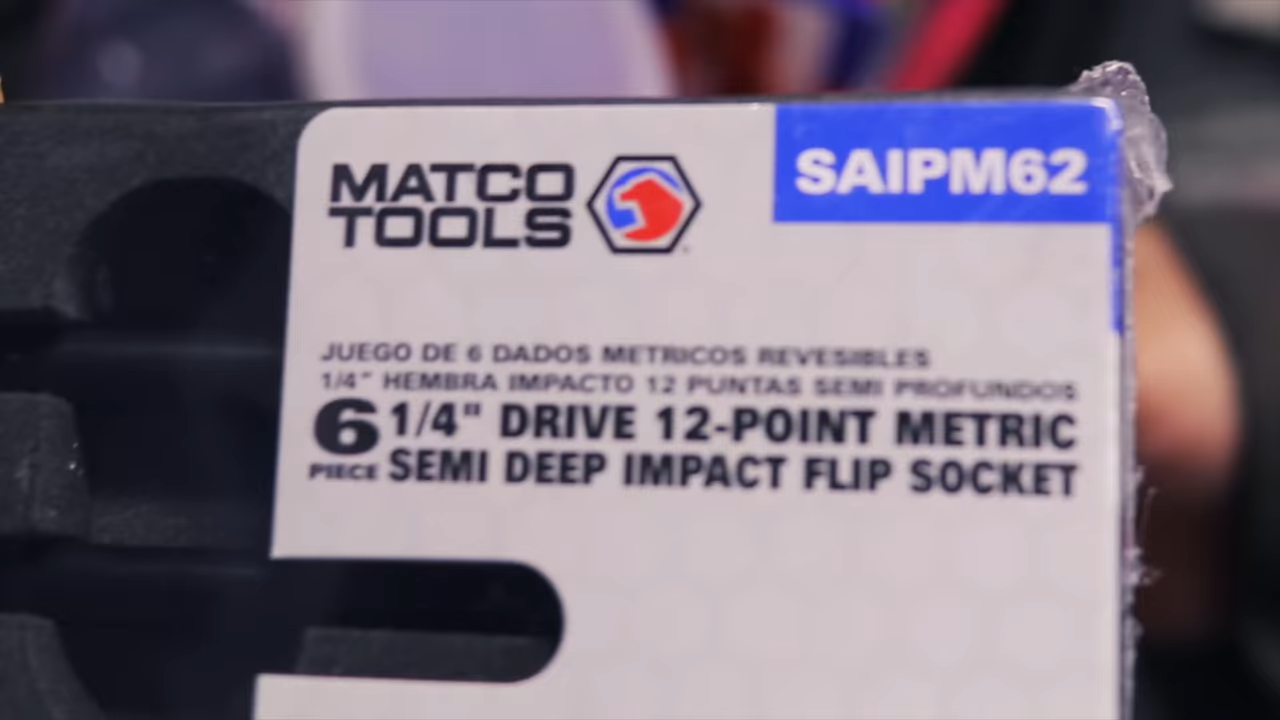 MATCO
TOOLS
SAIPM62
JUEGO DE 6 DADOS METRICOS REVESIBLES
1/4" HEMBRA IMPACTO 12 PUNTAS SEMI PROFUNDOS
6 PIECE
1/4" DRIVE 12-POINT METRIC
SEMI DEEP IMPACT FLIP SOCKET